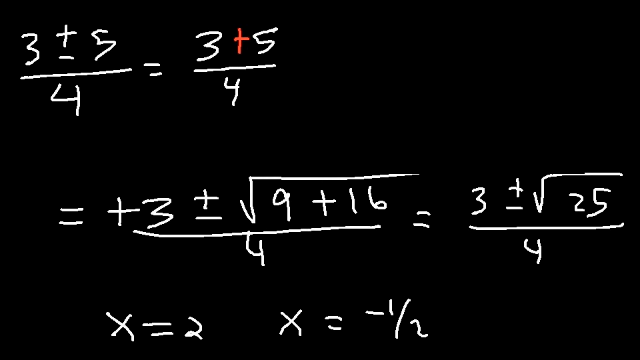 (3 ± 5)/4 = (3 + 5)/4
= (+3 ± √(9 + 16))/4 = (3 ± √25)/4
x = 2 x = -1/2